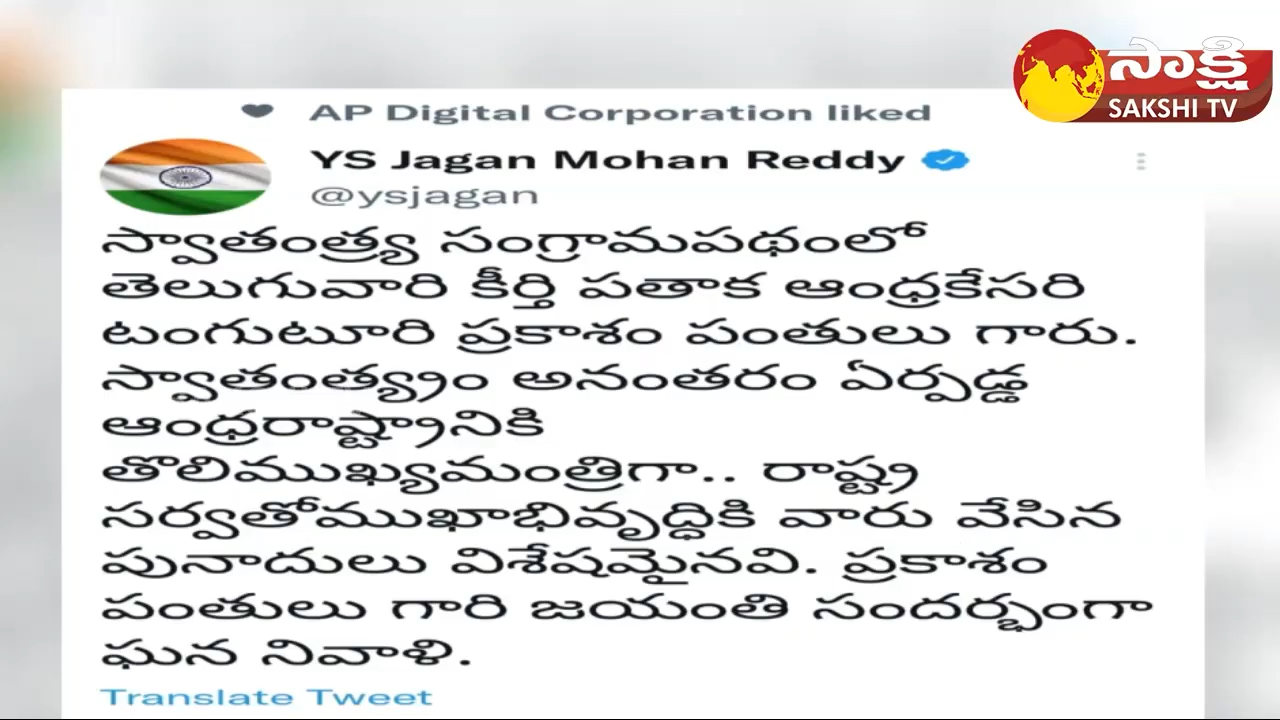 సాక్షి
SAKSHI TV
AP Digital Corporation liked
YS Jagan Mohan Reddy
@ysjagan
స్వాతంత్ర్య సంగ్రామపథంలో
తెలుగువారి కీర్తి పతాక ఆంధ్రకేసరి
టంగుటూరి ప్రకాశం పంతులు గారు.
స్వాతంత్య్రం అనంతరం ఏర్పడ్డ
ఆంధ్రరాష్ట్రానికి
తొలిముఖ్యమంత్రిగా.. రాష్ట్ర
సర్వతోముఖాభివృద్ధికి వారు వేసిన
పునాదులు విశేషమైనవి. ప్రకాశం
పంతులు గారి జయంతి సందర్భంగా
ఘన నివాళి.
Translate Tweet